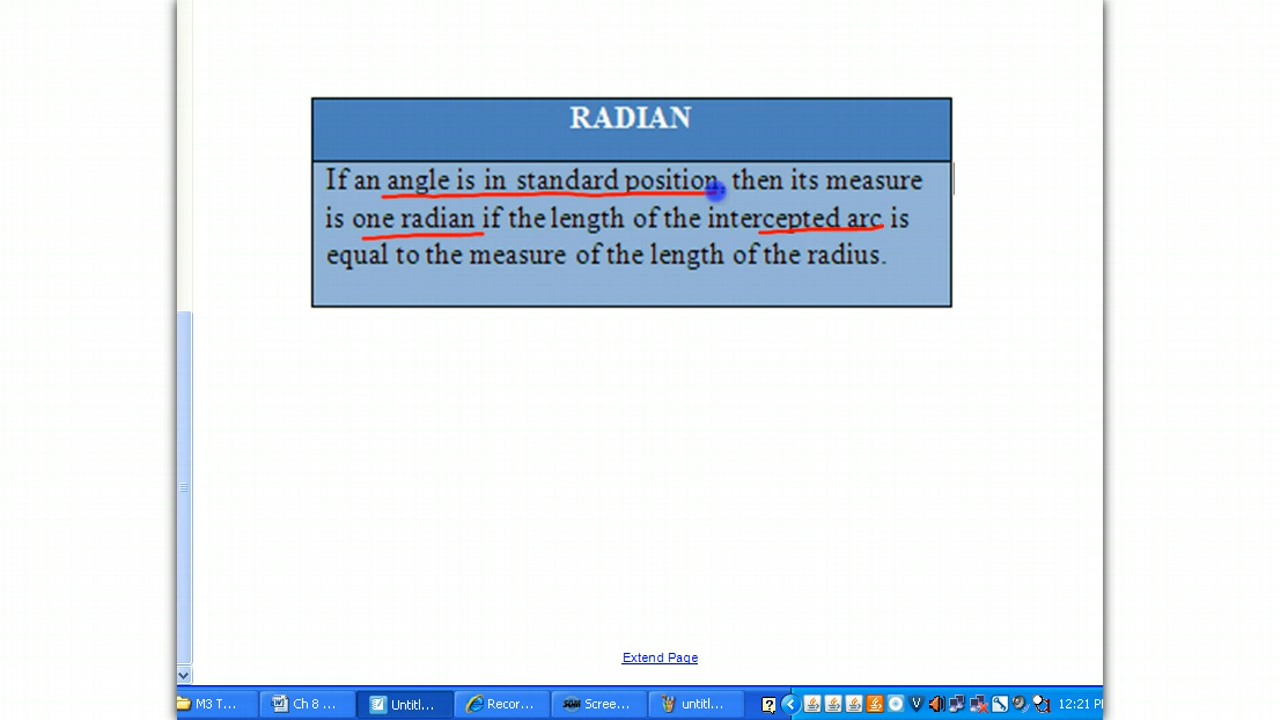 RADIAN
If an angle is in standard position, then its measure
is one radian if the length of the intercepted arc is
equal to the measure of the length of the radius.
Extend Page
M3 T... Ch 8 ... Untitl... Recor... Scree... untitl... 12:21 P